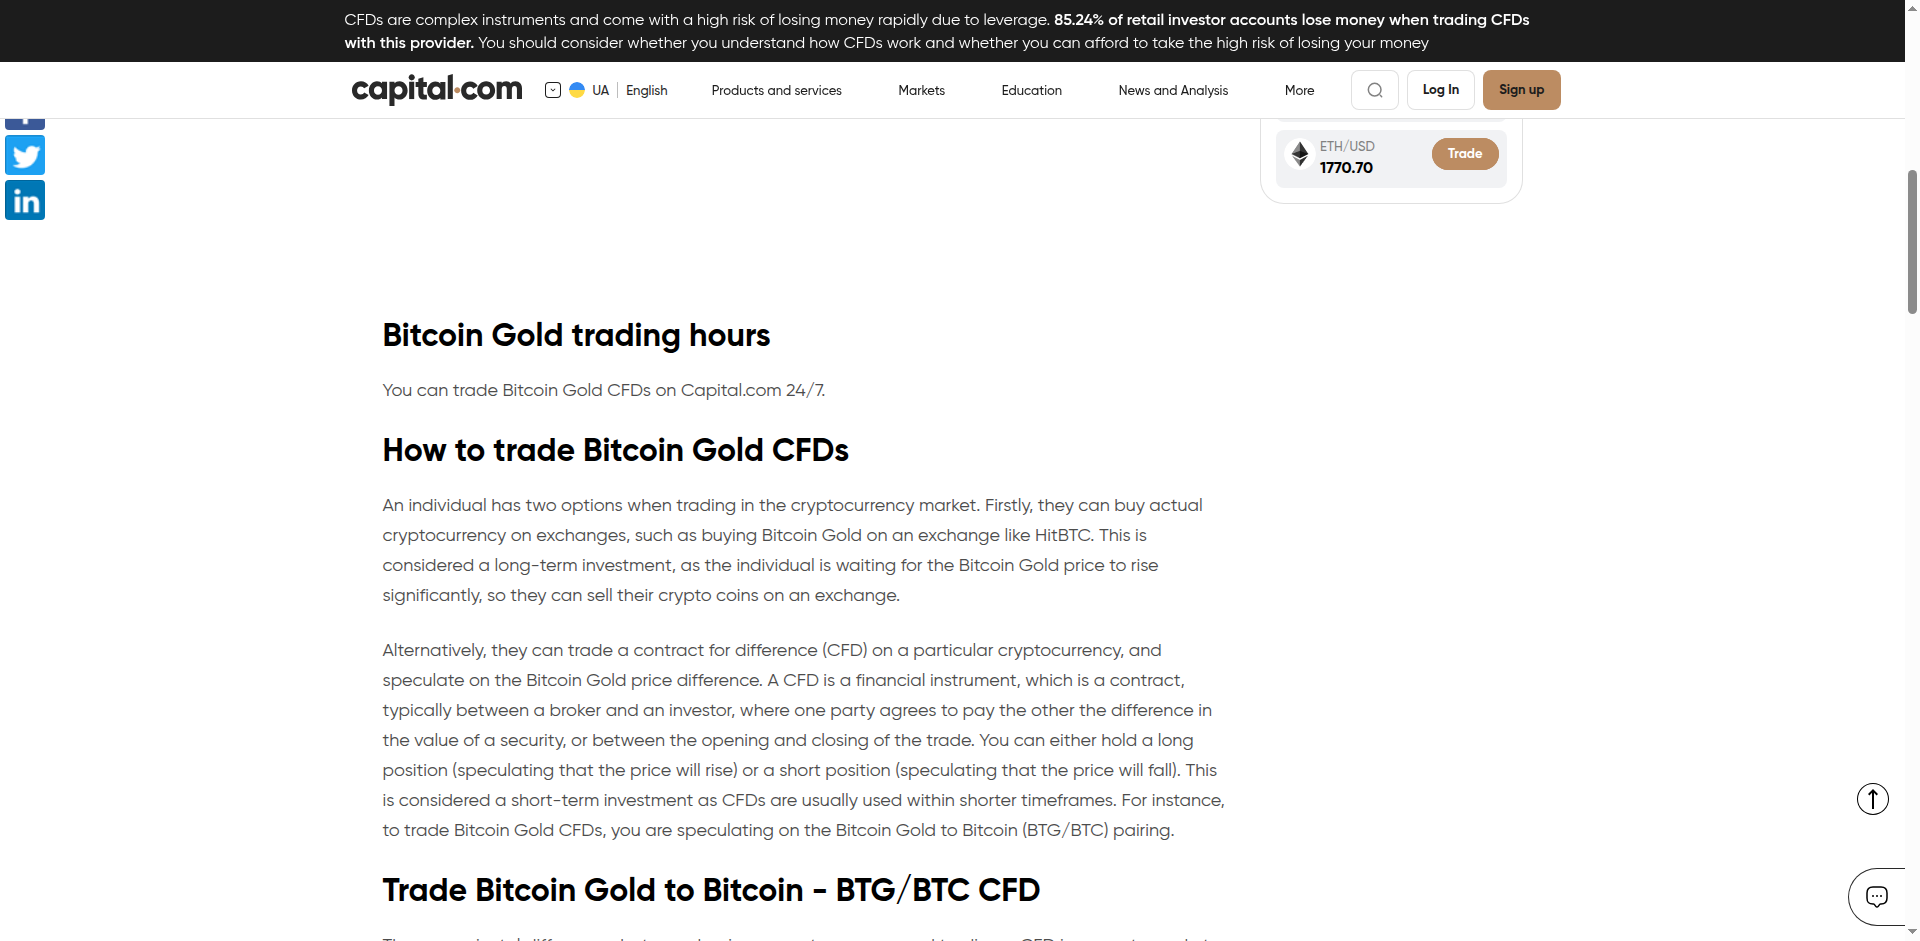 CFDs are complex instruments and come with a high risk of losing money rapidly due to leverage. 85.24% of retail investor accounts lose money when trading CFDs
with this provider. You should consider whether you understand how CFDs work and whether you can afford to take the high risk of losing your money
capital.com UA English Products and services Markets Education News and Analysis More Log In Sign up
ETH/USD
1770.70
Trade
Bitcoin Gold trading hours
You can trade Bitcoin Gold CFDs on Capital.com 24/7.
How to trade Bitcoin Gold CFDs
An individual has two options when trading in the cryptocurrency market. Firstly, they can buy actual
cryptocurrency on exchanges, such as buying Bitcoin Gold on an exchange like HitBTC. This is
considered a long-term investment, as the individual is waiting for the Bitcoin Gold price to rise
significantly, so they can sell their crypto coins on an exchange.
Alternatively, they can trade a contract for difference (CFD) on a particular cryptocurrency, and
speculate on the Bitcoin Gold price difference. A CFD is a financial instrument, which is a contract,
typically between a broker and an investor, where one party agrees to pay the other the difference in
the value of a security, or between the opening and closing of the trade. You can either hold a long
position (speculating that the price will rise) or a short position (speculating that the price will fall). This
is considered a short-term investment as CFDs are usually used within shorter timeframes. For instance,
to trade Bitcoin Gold CFDs, you are speculating on the Bitcoin Gold to Bitcoin (BTG/BTC) pairing.
Trade Bitcoin Gold to Bitcoin - BTG/BTC CFD